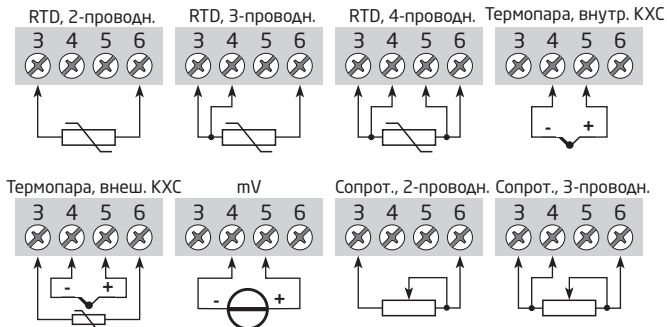 RTD, 2-проводн. RTD, 3-проводн. RTD, 4-проводн. Термопара, внутр. КХС
3 4 5 6 3 4 5 6 3 4 5 6 3 4 5 6
- +
Термопара, внеш. КХС mV Сопрот., 2-проводн. Сопрот., 3-проводн.
3 4 5 6 3 4 5 6 3 4 5 6 3 4 5 6
- + - +